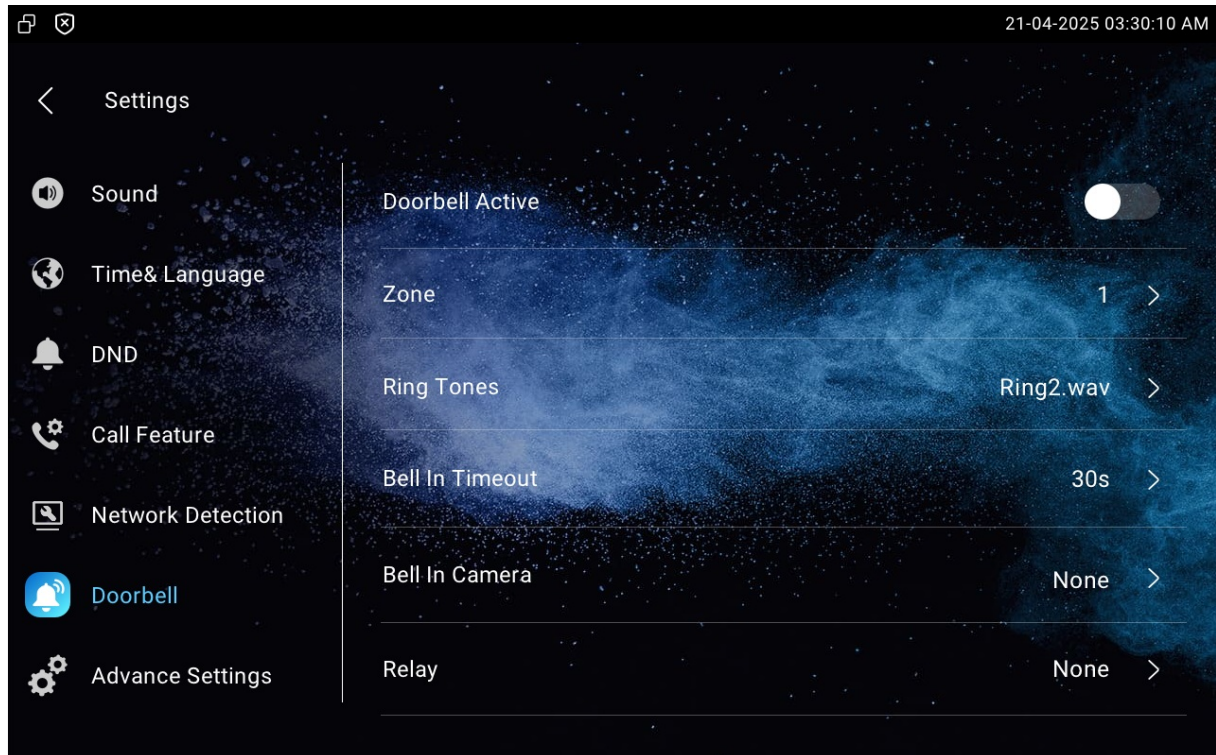 21-04-2025 03:30:10 AM
Settings
Sound
Time& Language
DND
Call Feature
Network Detection
Doorbell
Advance Settings
Doorbell Active
Zone 1
Ring Tones Ring2.wav
Bell In Timeout 30s
Bell In Camera None
Relay None